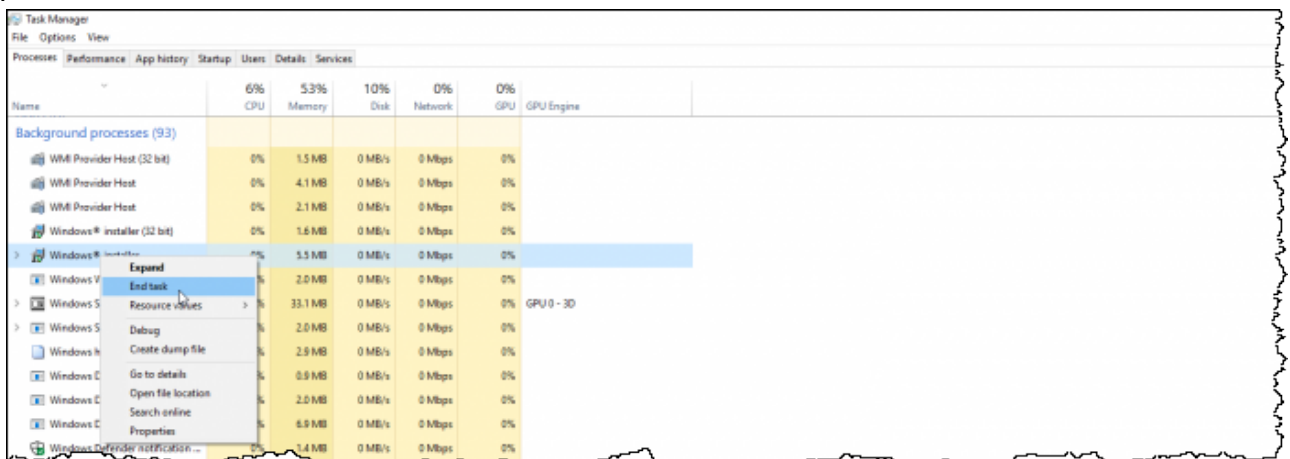 Task Manager
File Options View
Processes Performance App history Startup Users Details Services
6% 53% 10% 0% 0%
Name CPU Memory Disk Network GPU GPU Engine
Background processes (93)
WMI Provider Host (32 bit) 0% 1.5 MB 0 MB/s 0 Mbps 0%
WMI Provider Host 0% 4.1 MB 0 MB/s 0 Mbps 0%
WMI Provider Host 0% 2.1 MB 0 MB/s 0 Mbps 0%
Windows® installer (32 bit) 0% 1.6 MB 0 MB/s 0 Mbps 0%
Windows® installer 0% 5.5 MB 0 MB/s 0 Mbps 0%
Expand
Windows V % 2.0 MB 0 MB/s 0 Mbps 0%
End task
Windows S % 33.1 MB 0 MB/s 0 Mbps 0% GPU 0 - 3D
Resource values
Windows S % 2.0 MB 0 MB/s 0 Mbps 0%
Debug
Windows h % 2.9 MB 0 MB/s 0 Mbps 0%
Create dump file
Windows D % 0.9 MB 0 MB/s 0 Mbps 0%
Go to details
Windows D % 2.0 MB 0 MB/s 0 Mbps 0%
Open file location
Search online
Windows D % 6.9 MB 0 MB/s 0 Mbps 0%
Properties
Windows Defender notification ... 0% 1.4 MB 0 MB/s 0 Mbps 0%